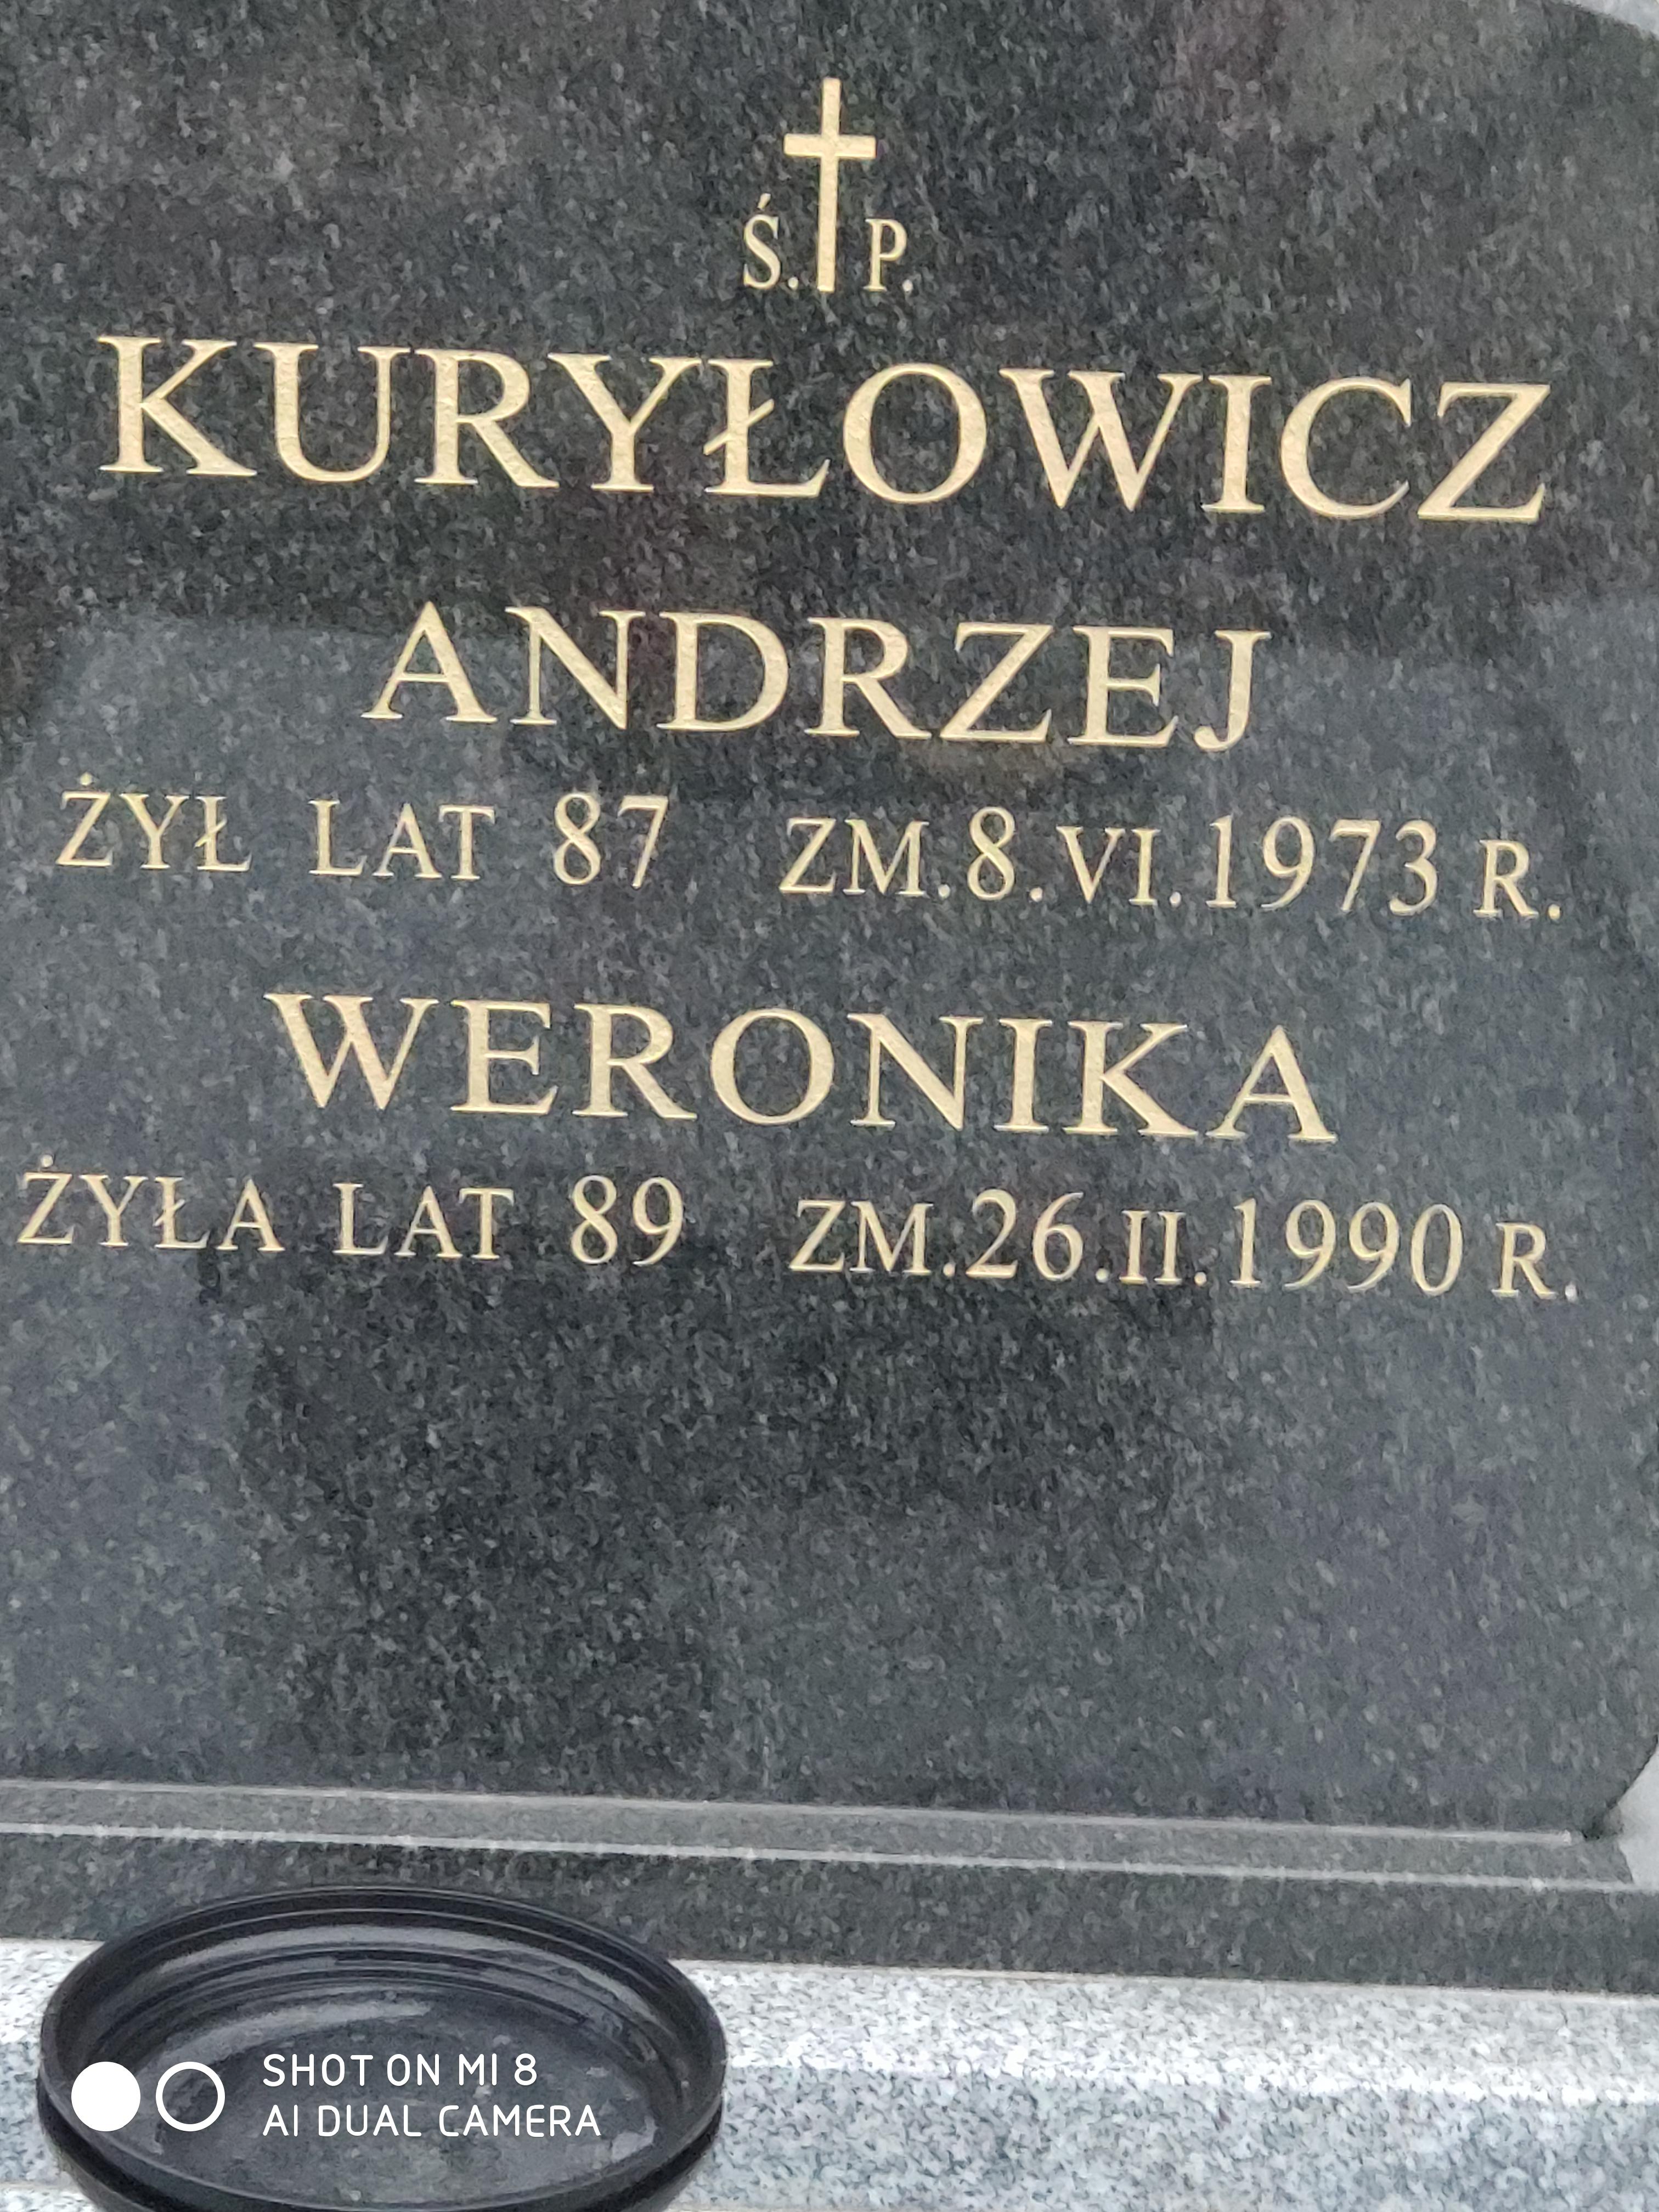 Ś. P.
KURYŁOWICZ
ANDRZEJ
ŻYŁ LAT 87 ZM.8.VI.1973 R.
WERONIKA
ŻYŁA LAT 89 ZM.26.II.1990 R.
SHOT ON MI 8
AI DUAL CAMERA